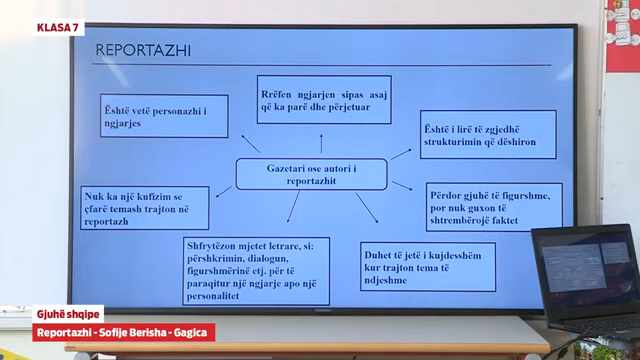 KLASA 7
REPORTAZHI
Rrëfen ngjarjen sipas asaj
që ka parë dhe përjetuar
Është vetë personazhi i
ngjarjes
Është i lirë të zgjedhë
strukturimin që dëshiron
Gazetari ose autori i
reportazhit
Nuk ka një kufizim se
çfarë temash trajton në
reportazh
Përdor gjuhë të figurshme,
por nuk guxon të
shtrembërojë faktet
Shfrytëzon mjetet letrare, si:
përshkrimin, dialogun,
figurshmërinë etj. për të
paraqitur një ngjarje apo një
personalitet
Duhet të jetë i kujdesshëm
kur trajton tema të
ndjeshme
Gjuhë shqipe
Reportazhi - Sofije Berisha - Gagica